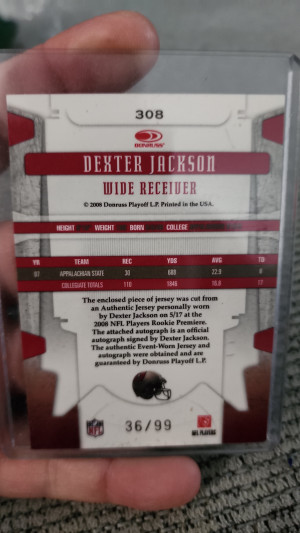 308
DONRUSS
DEXTER JACKSON
WIDE RECEIVER
© 2008 Donruss Playoff L.P. Printed in the USA.
HEIGHT WEIGHT BORN COLLEGE
YR TEAM REC YDS AVG TD
07 APPALACHIAN STATE 30 688 22.9 8
COLLEGIATE TOTALS 110 1846 16.8 17
The enclosed piece of jersey was cut from
an Authentic Jersey personally worn
by Dexter Jackson on 5/17 at the
2008 NFL Players Rookie Premiere.
The attached autograph is an official
autograph signed by Dexter Jackson.
The authentic Event-Worn Jersey and
autograph were obtained and are
guaranteed by Donruss Playoff L.P.
NFL
36/99
NFL PLAYERS